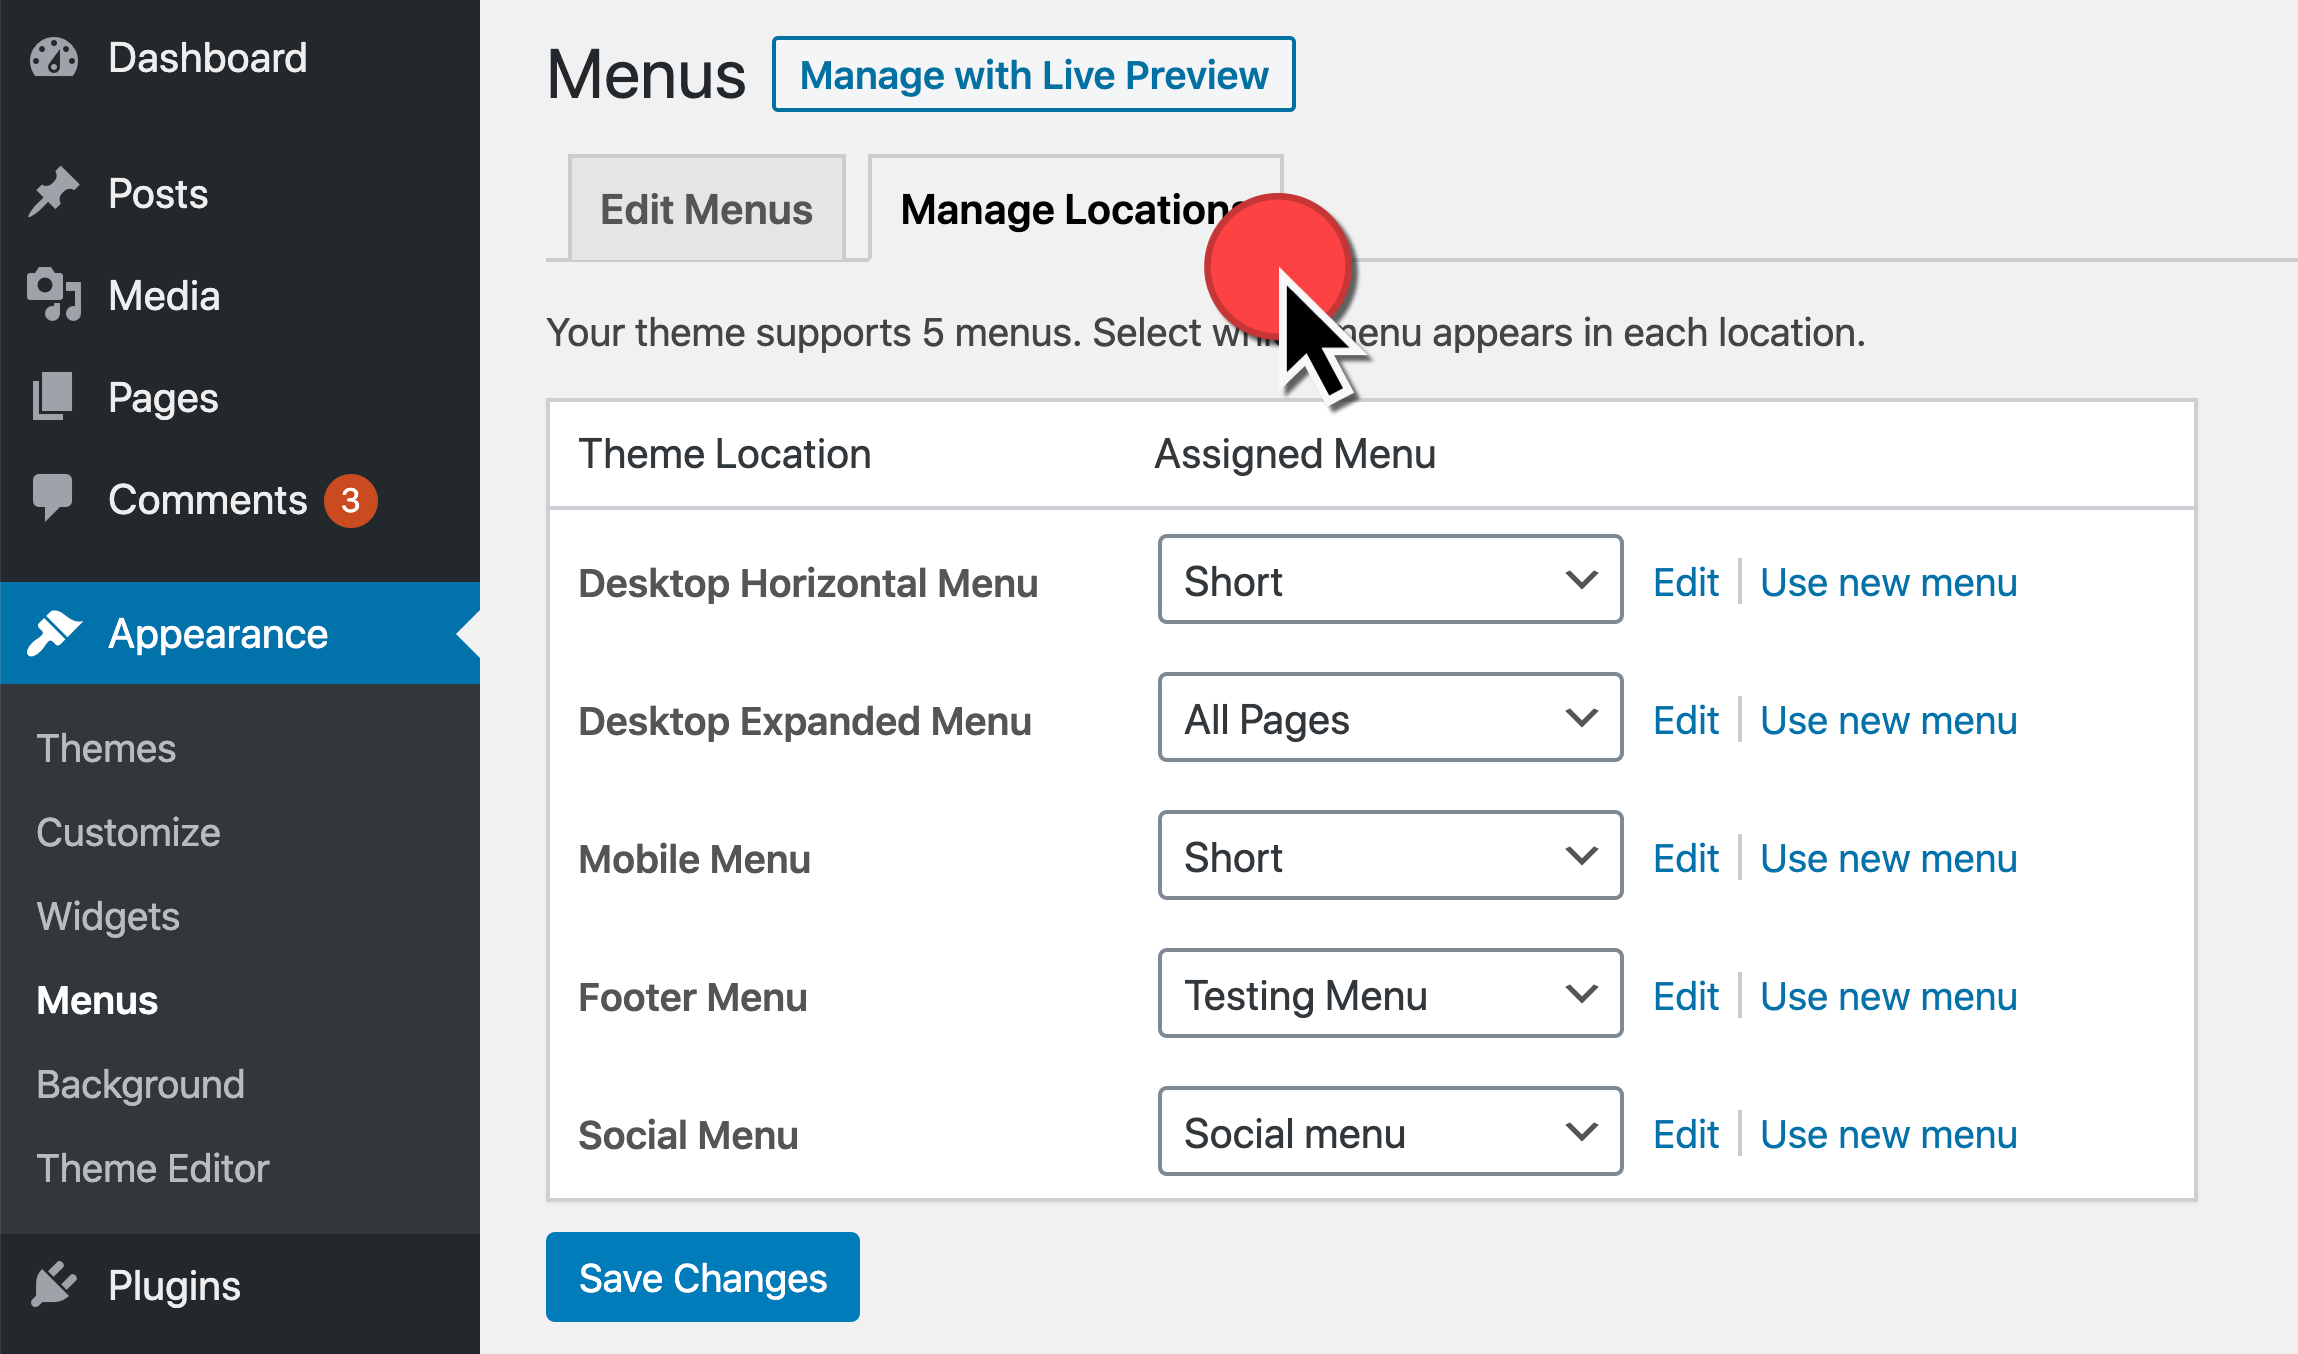 Dashboard
Posts
Media
Pages
Comments 3
Appearance
Themes
Customize
Widgets
Menus
Background
Theme Editor
Plugins
Menus Manage with Live Preview
Edit Menus Manage Locations
Your theme supports 5 menus. Select menu appears in each location.
Theme Location Assigned Menu
Desktop Horizontal Menu Short Edit Use new menu
Desktop Expanded Menu All Pages Edit Use new menu
Mobile Menu Short Edit Use new menu
Footer Menu Testing Menu Edit Use new menu
Social Menu Social menu Edit Use new menu
Save Changes